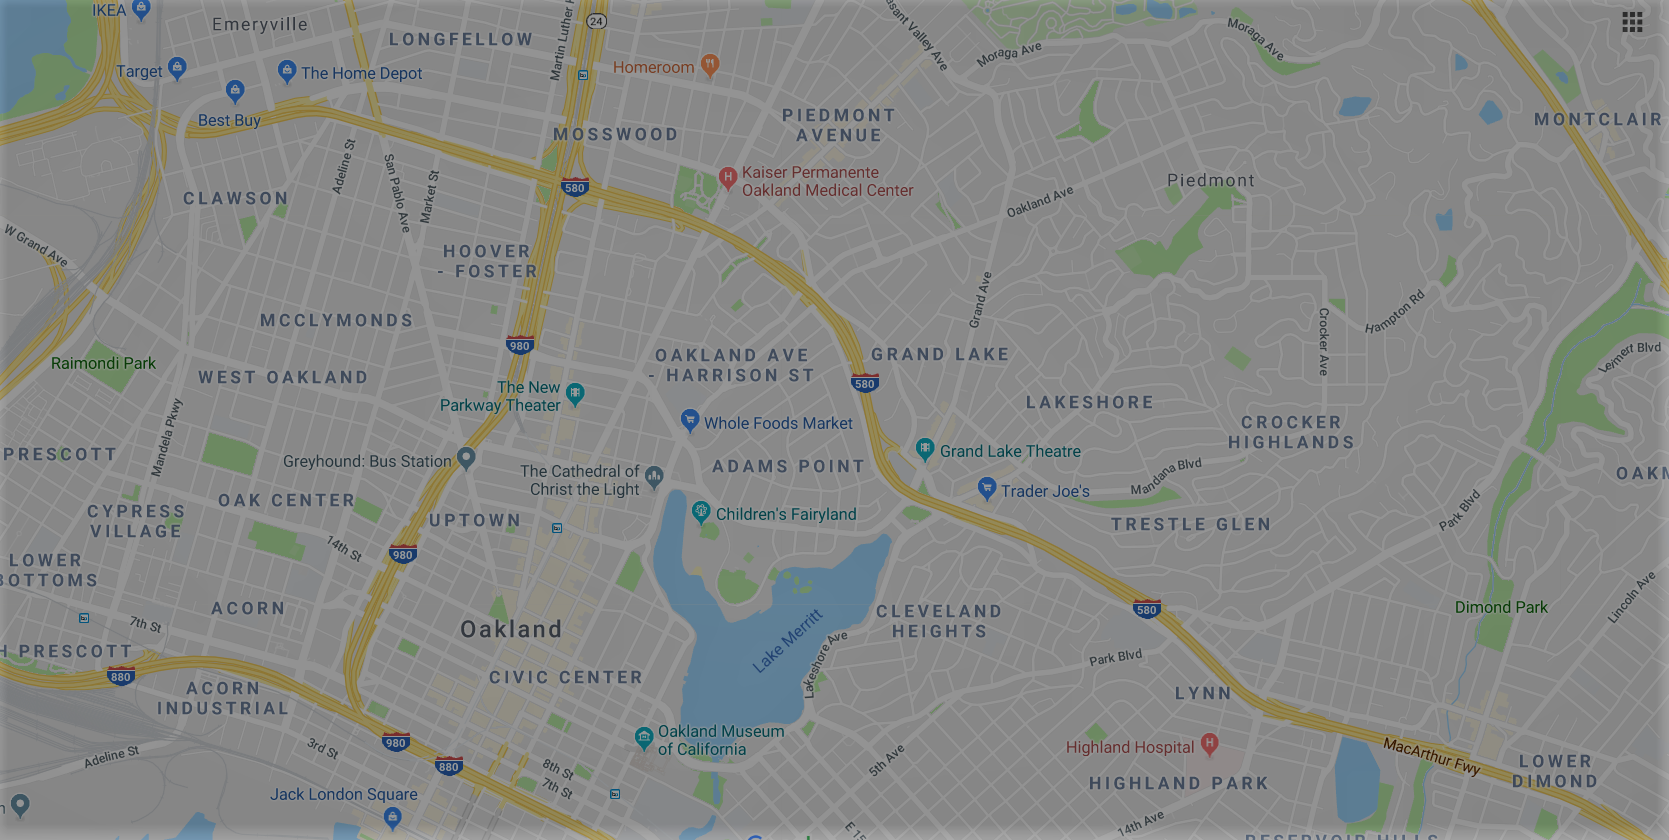 IKEA
Emeryville
24
Martin Luther
LONGFELLOW
Moraga Ave
Moraga Ave
Target
The Home Depot
Homeroom
Best Buy
PIEDMONT
AVENUE
MONTCLAIR
MOSSWOOD
Adeline St
San Pablo Ave
Market St
580
Kaiser Permanente
Oakland Medical Center
Piedmont
CLAWSON
Oakland Ave
W Grand Ave
HOOVER
- FOSTER
Grand Ave
MCCLYMONDS
Hampton Rd
Crocker Ave
980
Raimondi Park
OAKLAND AVE
- HARRISON ST
GRAND LAKE
Leimert Blvd
WEST OAKLAND
580
The New
Parkway Theater
LAKESHORE
Mandela Pkwy
Whole Foods Market
CROCKER
HIGHLANDS
PRESCOTT
Greyhound: Bus Station
Grand Lake Theatre
The Cathedral of
Christ the Light
ADAMS POINT
Mandana Blvd
Trader Joe's
OAK CENTER
CYPRESS
VILLAGE
UPTOWN
Children's Fairyland
TRESTLE GLEN
Park Blvd
14th St
980
LOWER
BOTTOMS
Lincoln Ave
ACORN
580
Dimond Park
7th St
Oakland
CLEVELAND
HEIGHTS
Lake Merritt
Lakeshore Ave
PRESCOTT
880
CIVIC CENTER
Park Blvd
ACORN
INDUSTRIAL
LYNN
980
3rd St
Oakland Museum
of California
Highland Hospital
MacArthur Fwy
Adeline St
880
8th St
7th St
5th Ave
HIGHLAND PARK
LOWER
DIMOND
Jack London Square
14th Ave
E 15
RESERVOIR HILLS